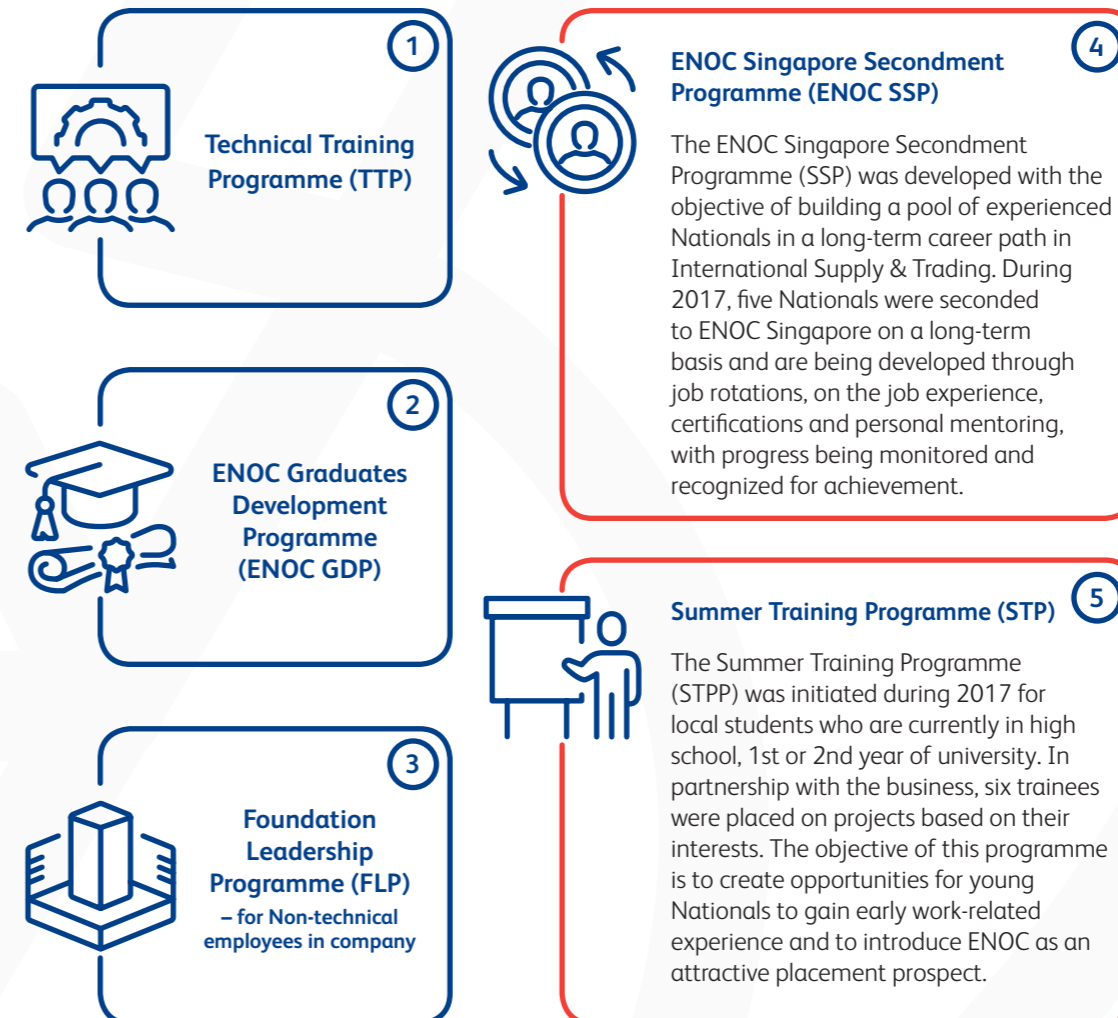 1
Technical Training
Programme (TTP)
2
ENOC Graduates
Development
Programme
(ENOC GDP)
3
Foundation
Leadership
Programme (FLP)
– for Non-technical
employees in company
4
ENOC Singapore Secondment
Programme (ENOC SSP)
The ENOC Singapore Secondment
Programme (SSP) was developed with the
objective of building a pool of experienced
Nationals in a long-term career path in
International Supply & Trading. During
2017, five Nationals were seconded
to ENOC Singapore on a long-term
basis and are being developed through
job rotations, on the job experience,
certifications and personal mentoring,
with progress being monitored and
recognized for achievement.
5
Summer Training Programme (STP)
The Summer Training Programme
(STPP) was initiated during 2017 for
local students who are currently in high
school, 1st or 2nd year of university. In
partnership with the business, six trainees
were placed on projects based on their
interests. The objective of this programme
is to create opportunities for young
Nationals to gain early work-related
experience and to introduce ENOC as an
attractive placement prospect.